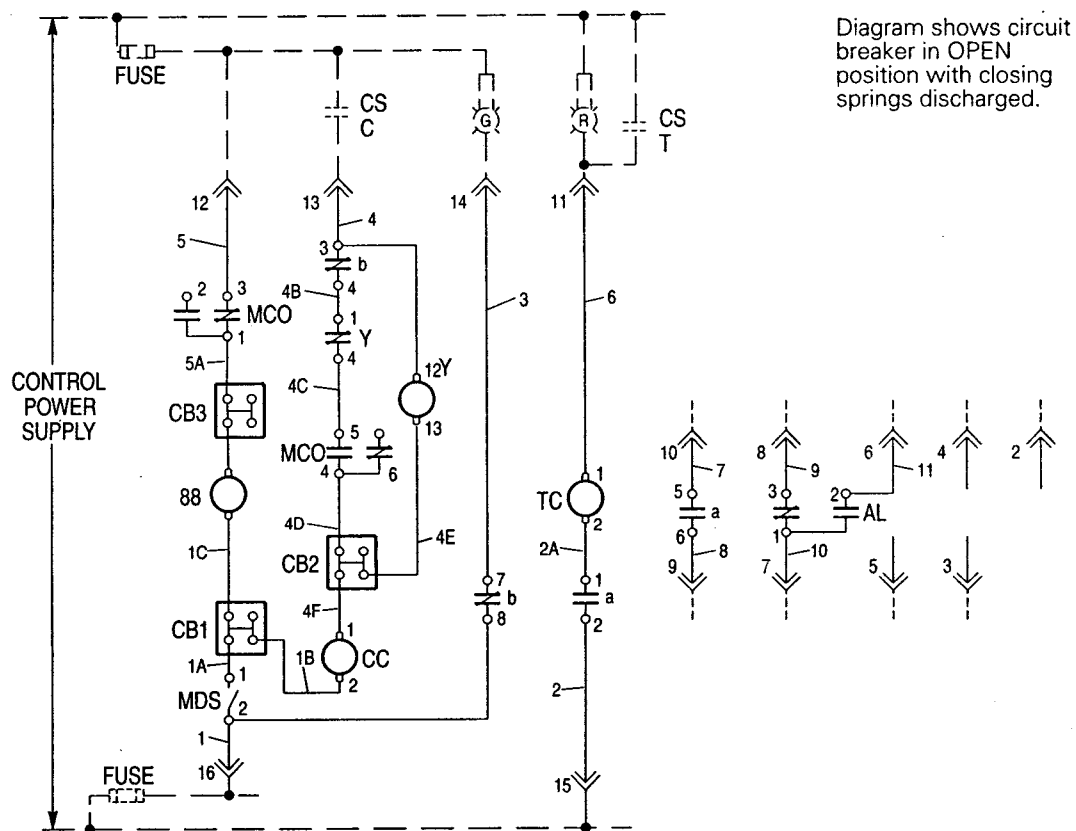 Diagram shows circuit
breaker in OPEN
position with closing
springs discharged.
FUSE
CS
C
G
R
CS
T
12
13
14
11
5
4
3
b
4
4B
1
Y
4
2
3
MCO
1
5A
3
6
12Y
13
CONTROL
POWER
SUPPLY
CB3
4C
5
MCO
4
6
88
4D
4E
1C
CB2
TC
1
2
2A
4F
1
CC
2
CB1
1B
1A
1
MDS
2
7
b
8
1
a
2
1
2
16
15
FUSE
10
8
6
4
2
7
9
11
5
a
6
3
1
2
AL
8
10
9
7
5
3